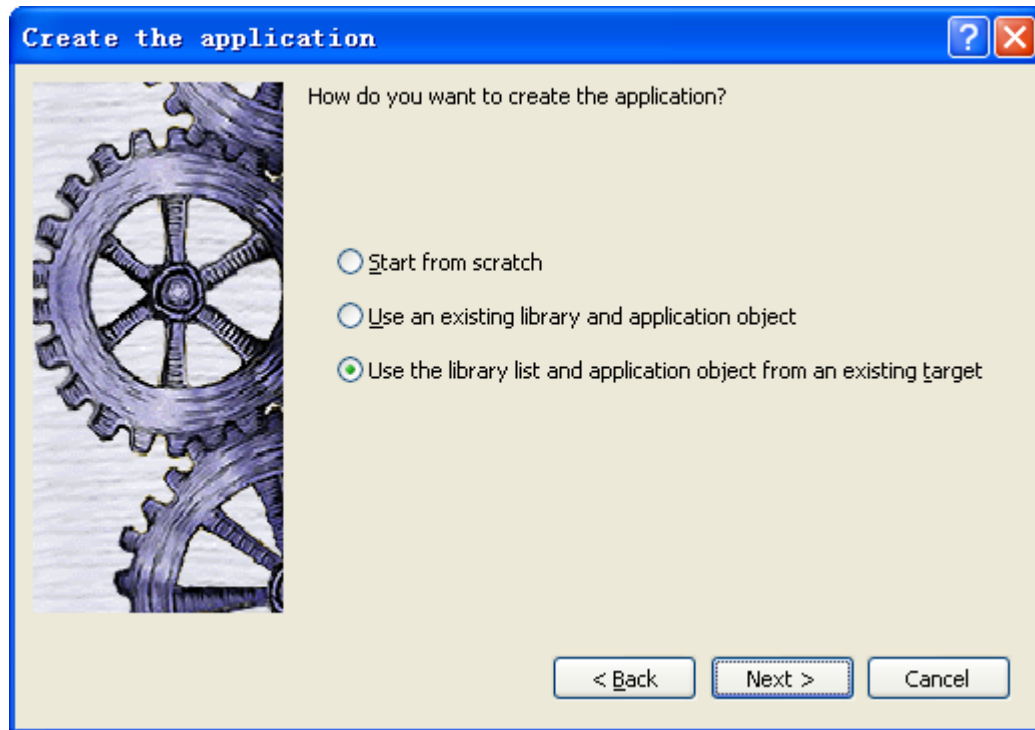 Create the application
How do you want to create the application?
Start from scratch
Use an existing library and application object
Use the library list and application object from an existing target
< Back
Next >
Cancel